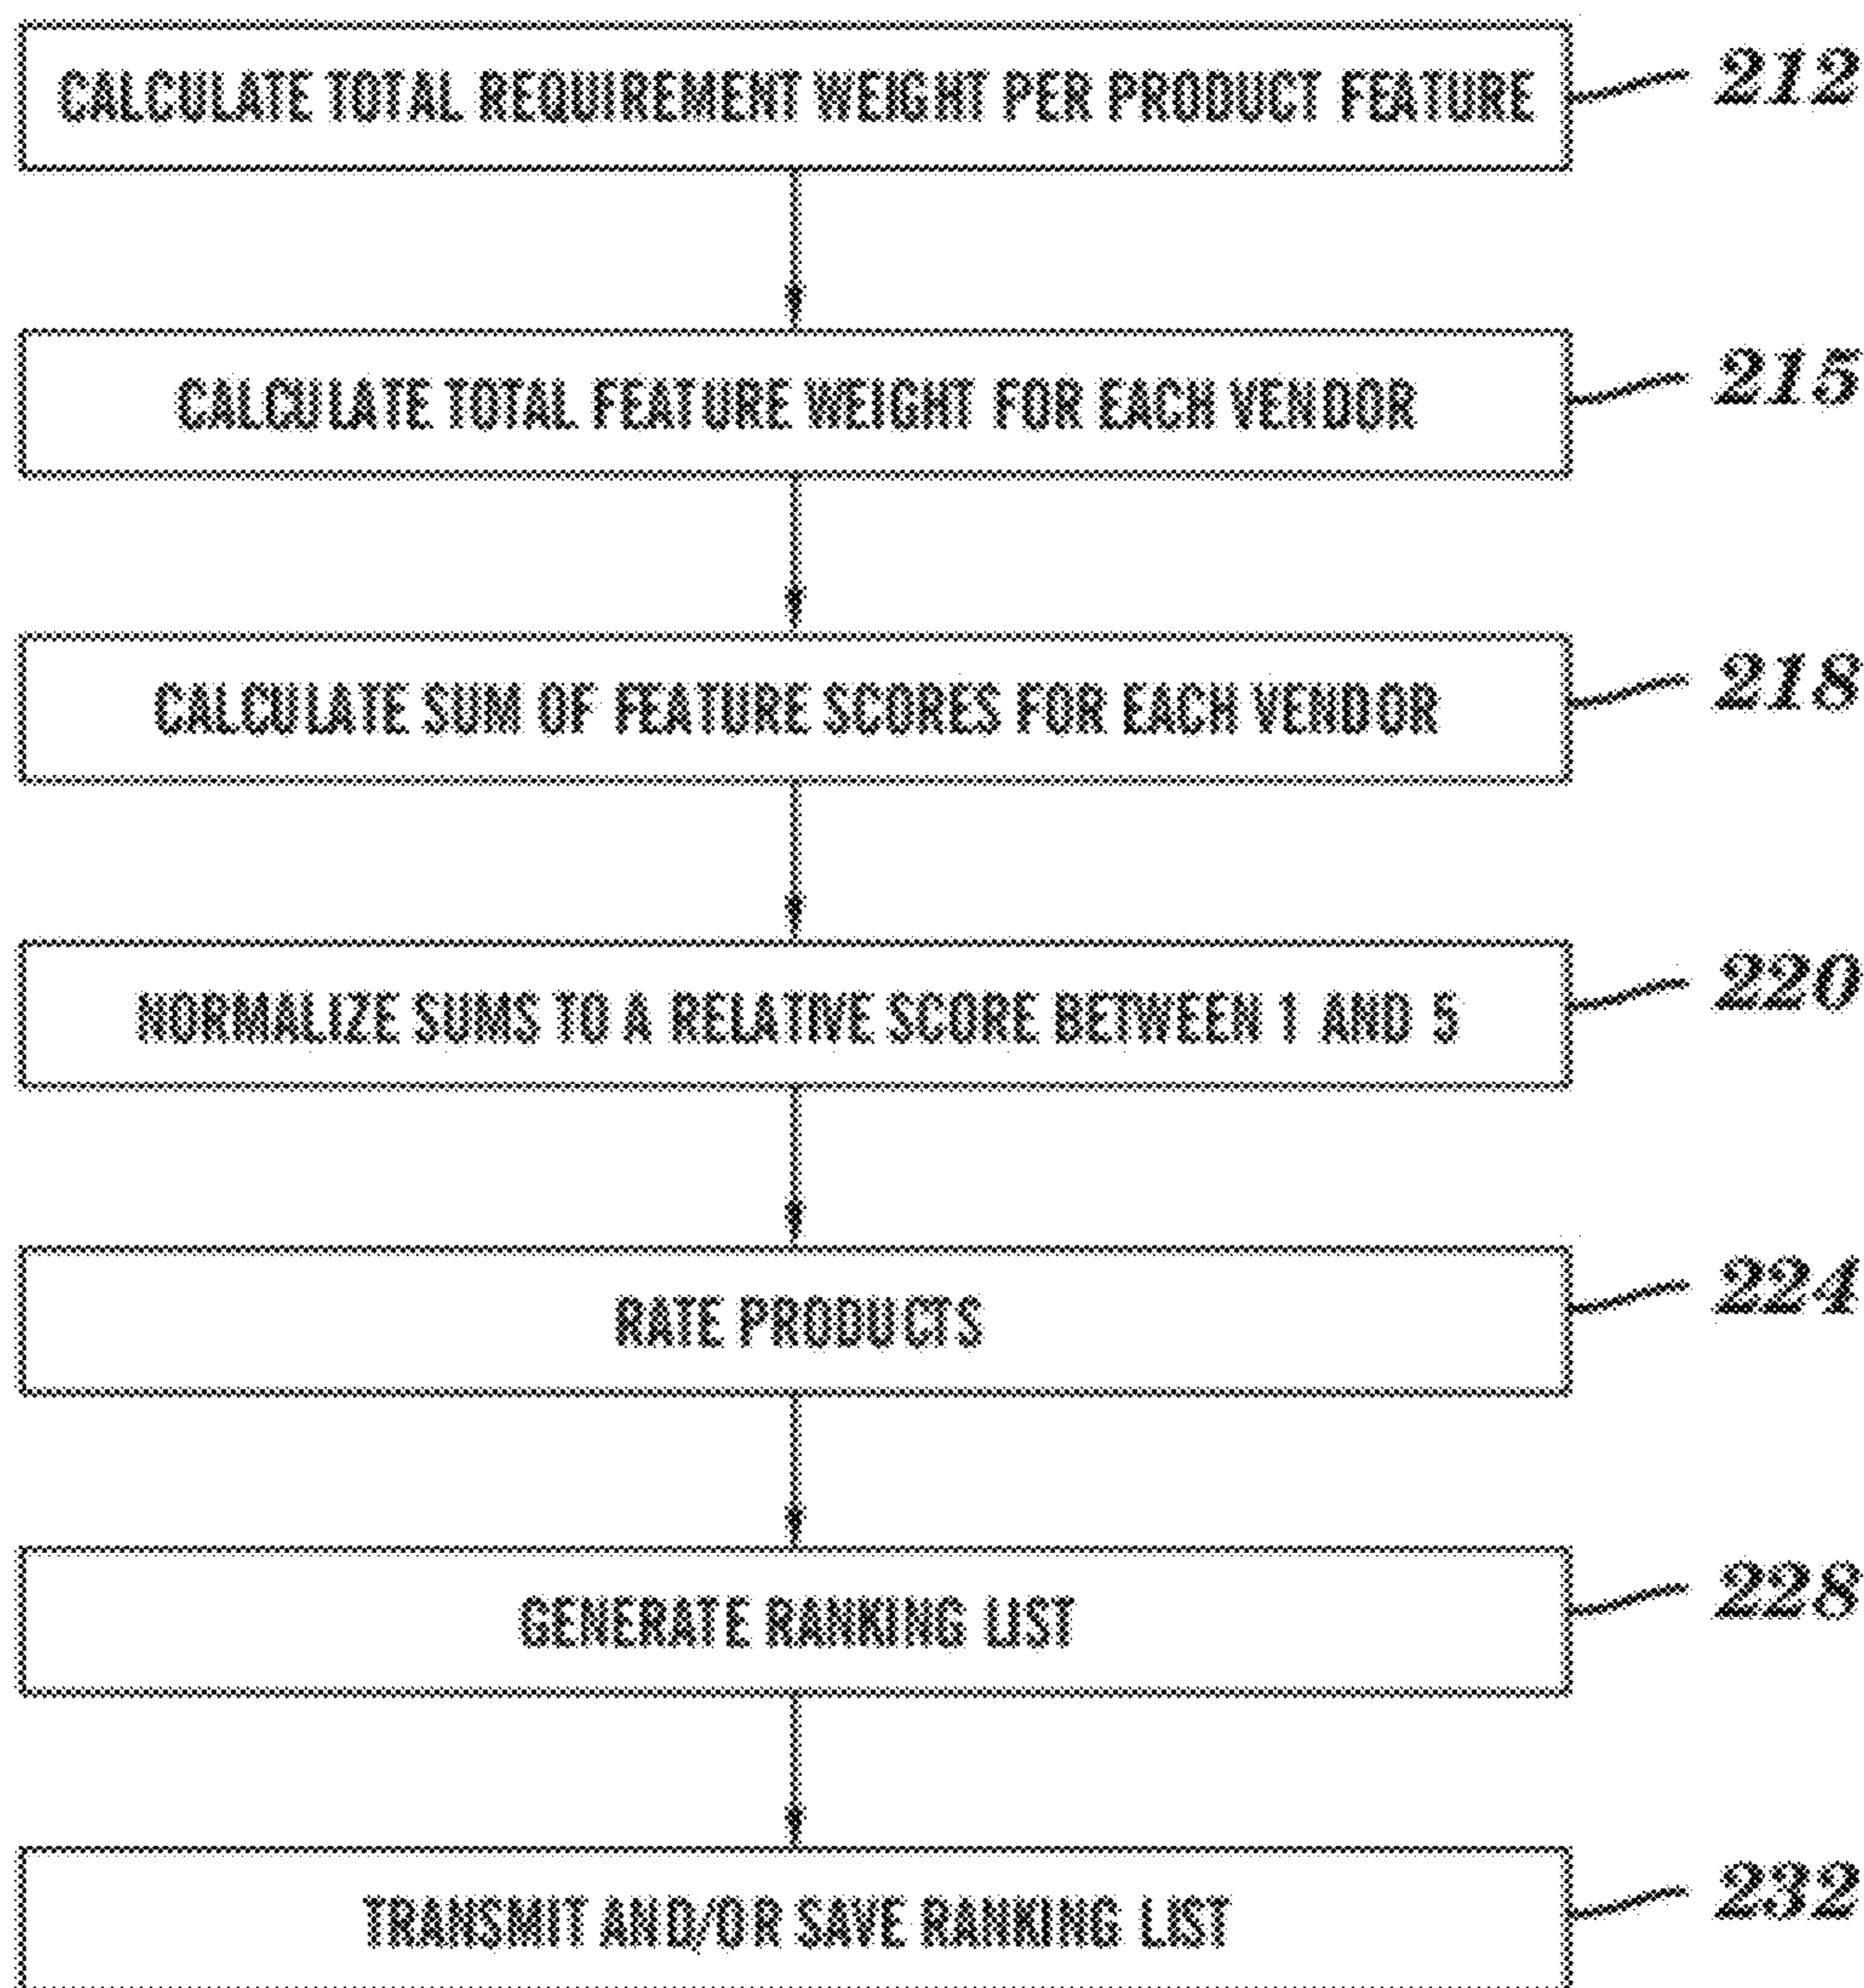 CALCULATE TOTAL REQUIREMENT WEIGHT PER PRODUCT FEATURE 212
CALCULATE TOTAL FEATURE WEIGHT FOR EACH VENDOR 215
CALCULATE SUM OF FEATURE SCORES FOR EACH VENDOR 218
NORMALIZE SUMS TO A RELATIVE SCORE BETWEEN 1 AND 5 220
RATE PRODUCTS 224
GENERATE RANKING LIST 228
TRANSMIT AND/OR SAVE RANKING LIST 232